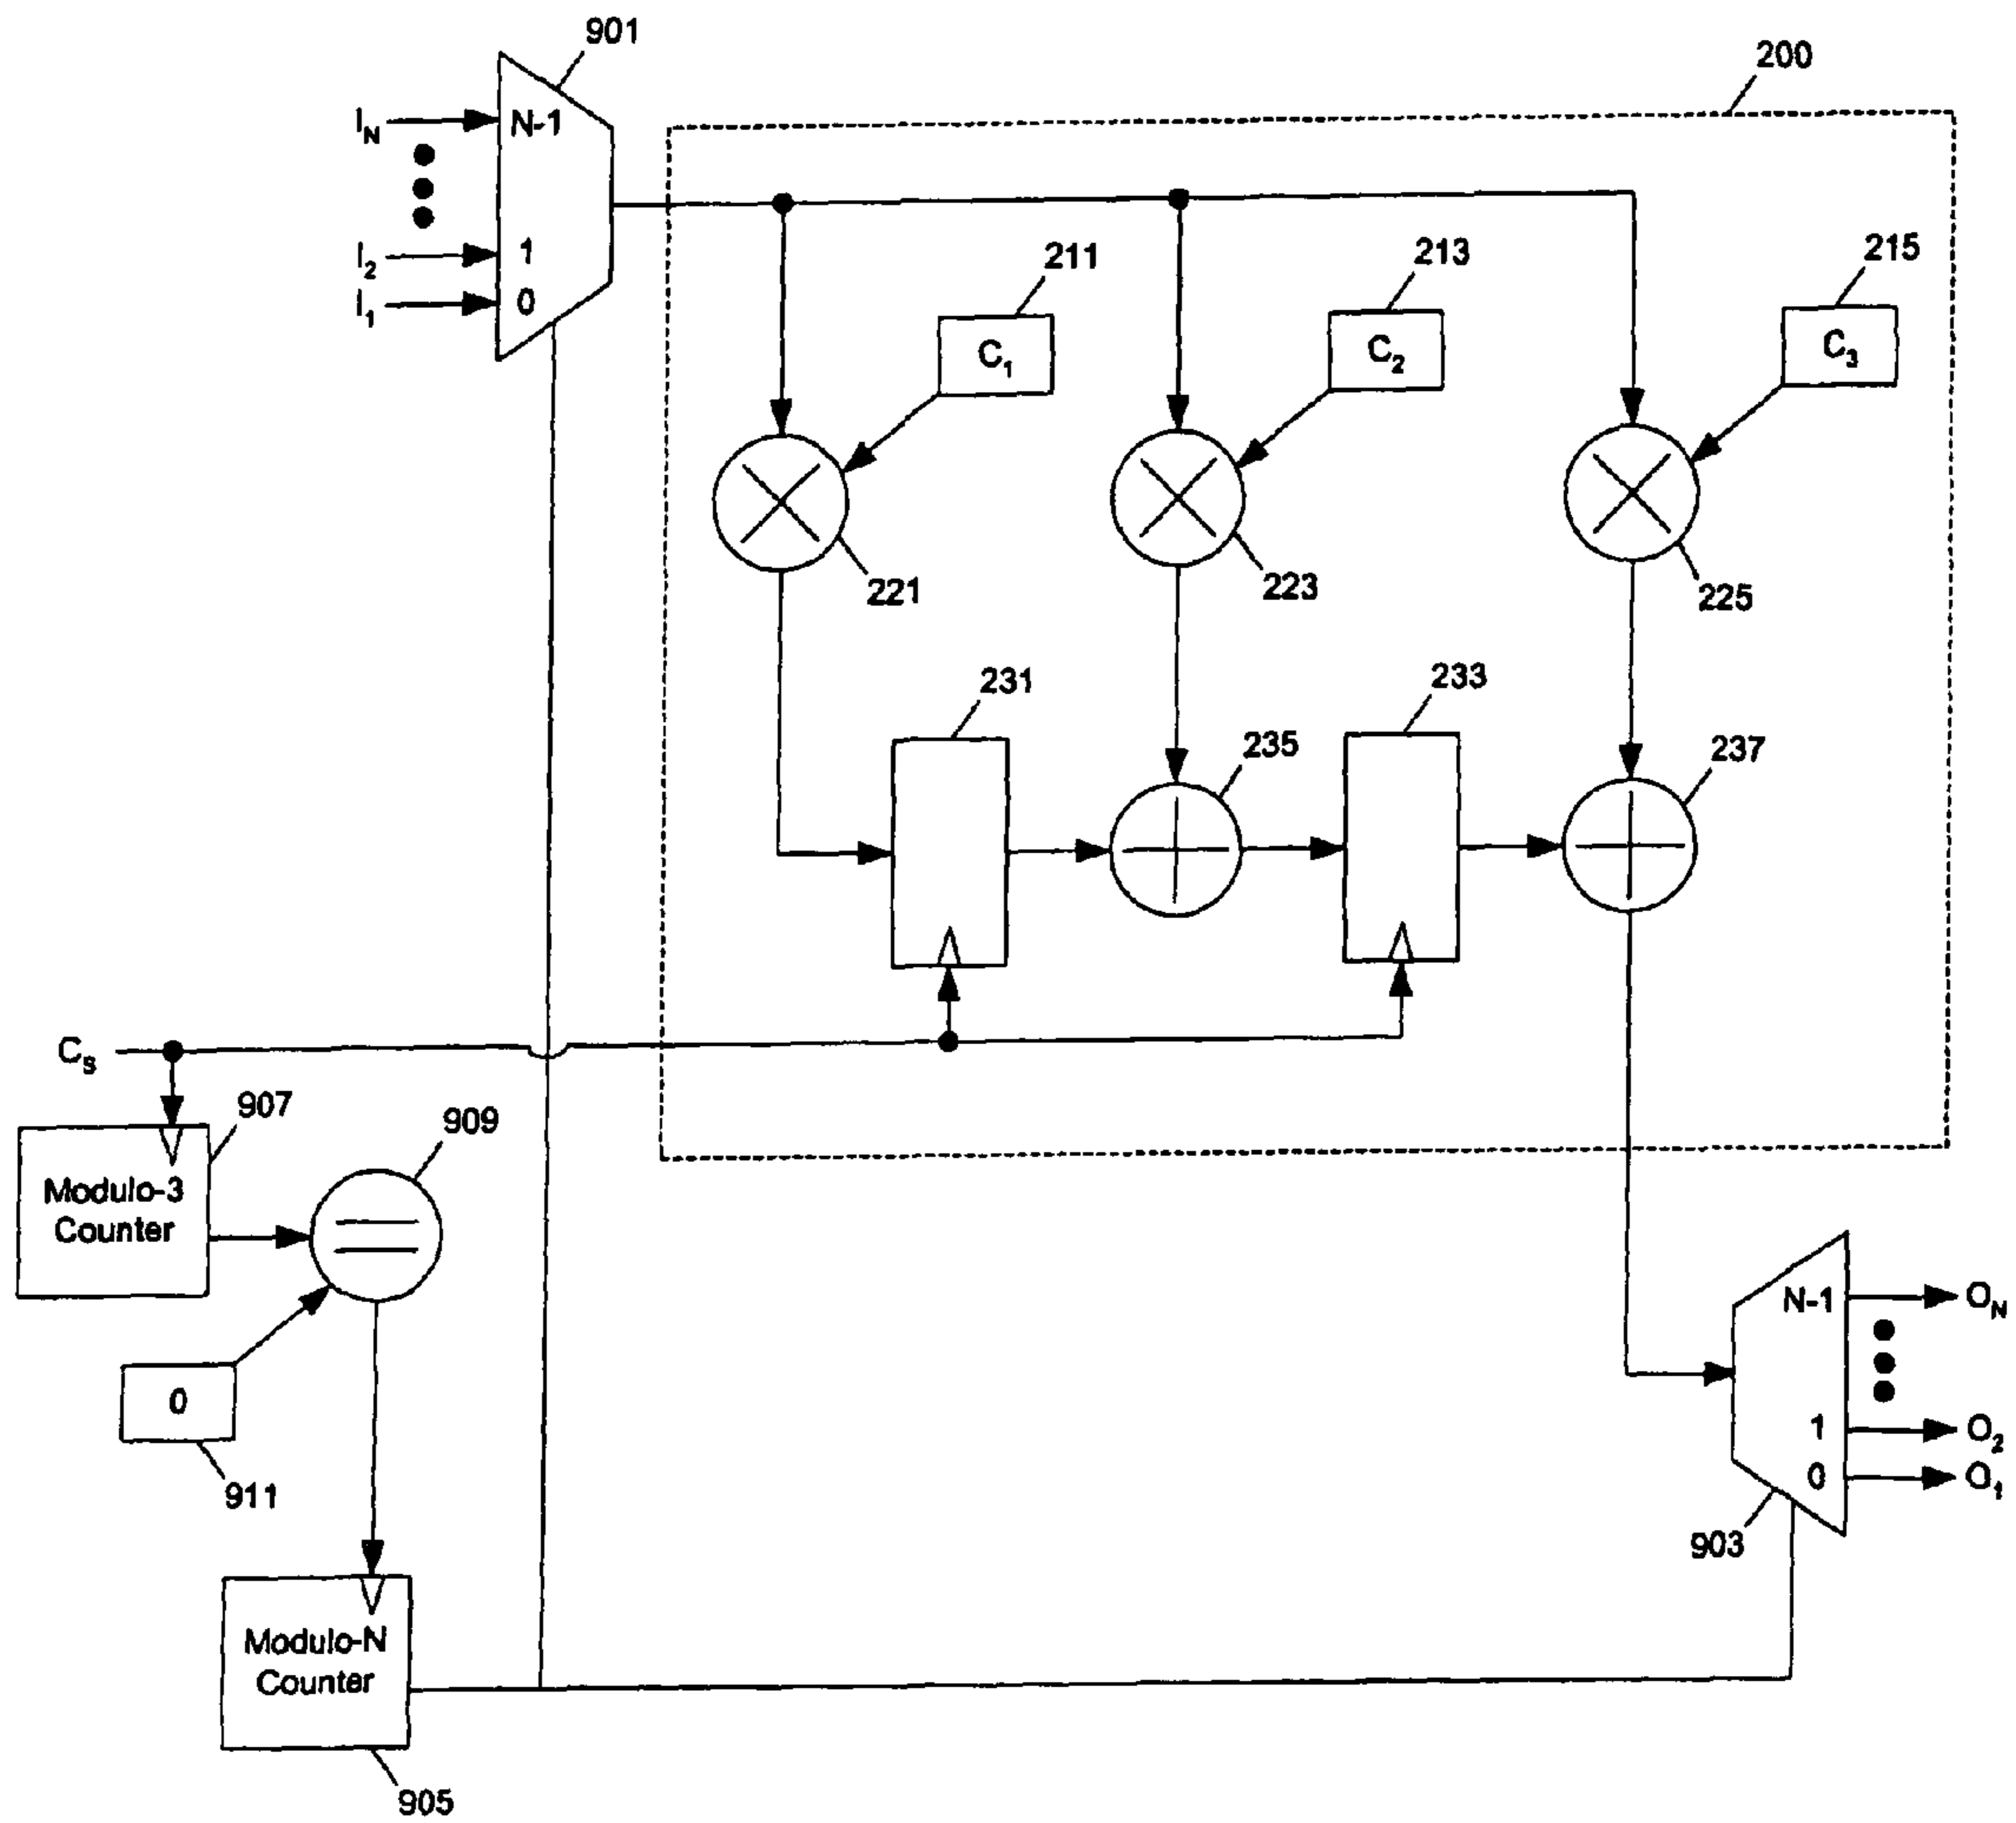 901
200
I_N
N-1
I_2
1
I_1
0
211
213
215
C_1
C_2
C_3
221
223
225
231
233
235
237
C_S
907
909
Modulo-3
Counter
0
911
N-1
O_N
1
O_2
0
O_1
903
Modulo-N
Counter
905